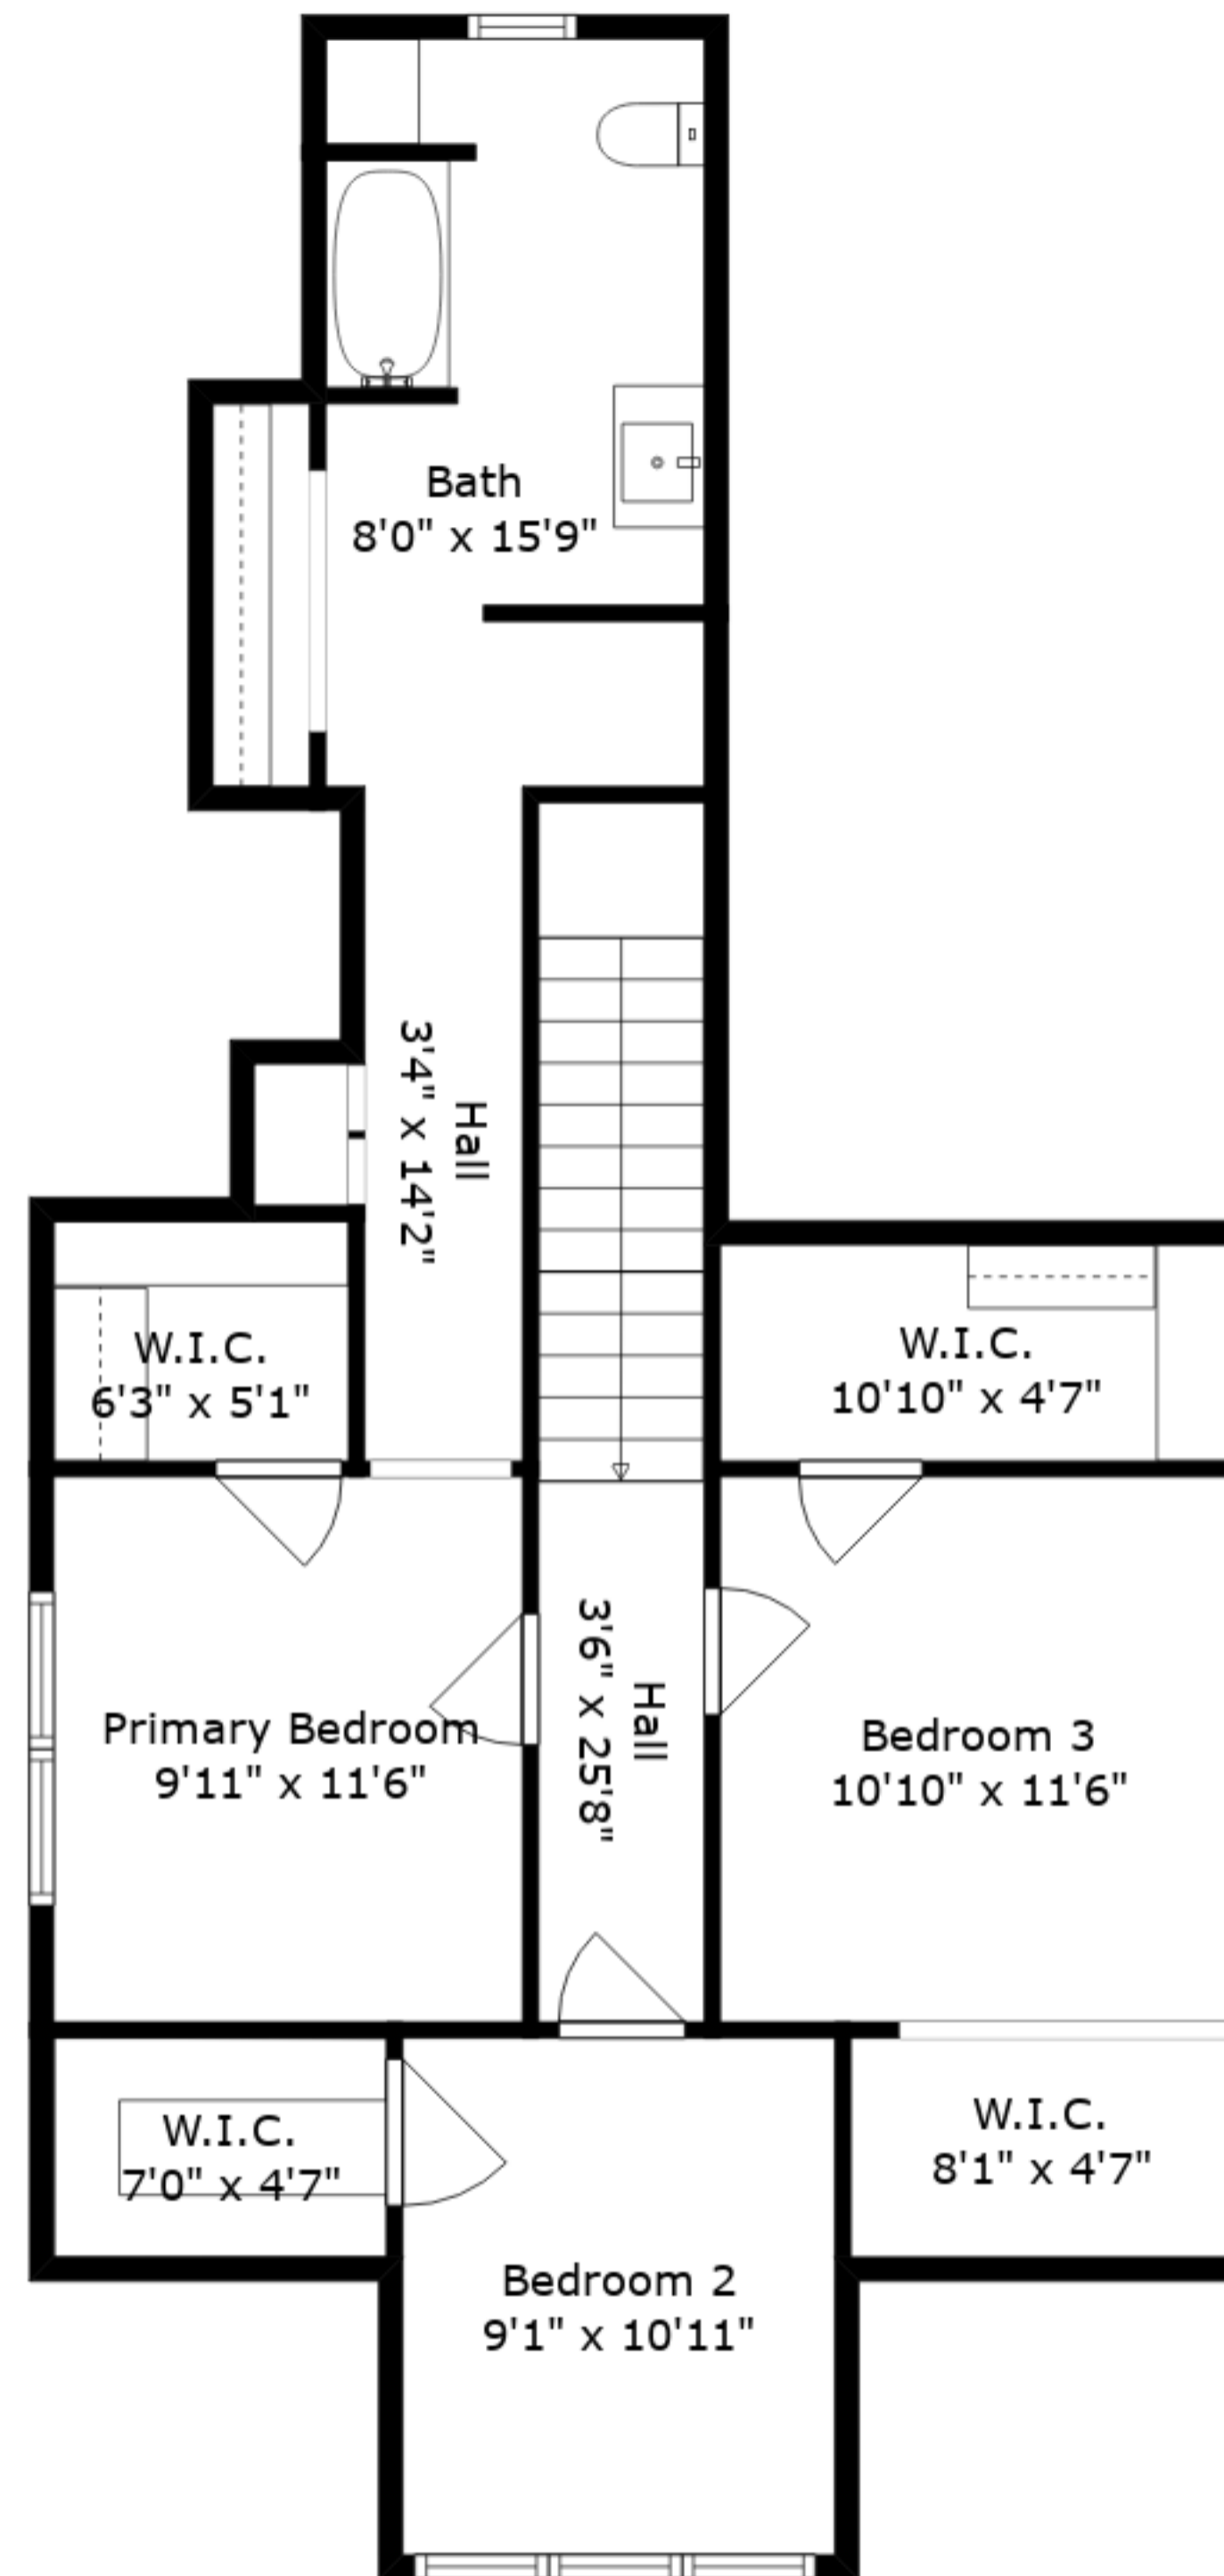 Bath
8'0" x 15'9"
Hall
3'4" x 14'2"
W.I.C.
6'3" x 5'1"
W.I.C.
10'10" x 4'7"
Hall
3'6" x 25'8"
Primary Bedroom
9'11" x 11'6"
Bedroom 3
10'10" x 11'6"
W.I.C.
7'0" x 4'7"
W.I.C.
8'1" x 4'7"
Bedroom 2
9'1" x 10'11"